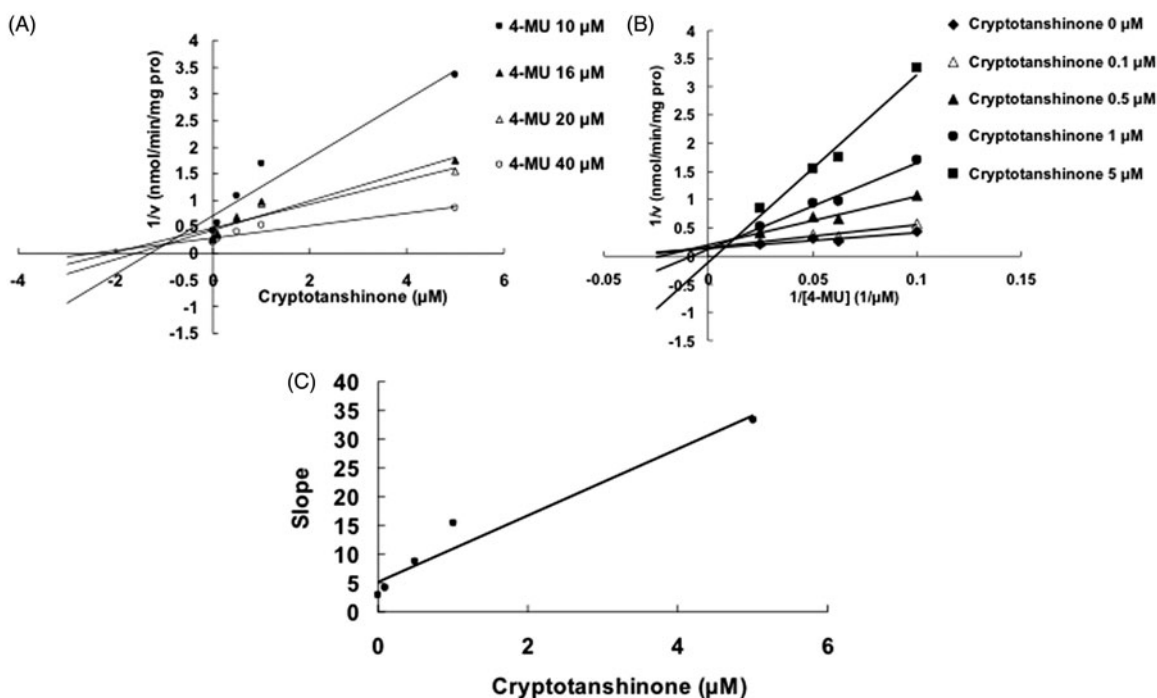 (A)
1/v (nmol/min/mg pro)
4
3.5
3
2.5
2
1.5
1
0.5
0
-0.5
-1
-1.5
-4
-2
0
2
4
6
Cryptotanshinone (µM)
4-MU 10 µM
4-MU 16 µM
4-MU 20 µM
4-MU 40 µM
(B)
1/v (nmol/min/mg pro)
4
3.5
3
2.5
2
1.5
1
0.5
0
-0.5
-1
-1.5
-0.05
0
0.05
0.1
0.15
1/[4-MU] (1/µM)
Cryptotanshinone 0 µM
Cryptotanshinone 0.1 µM
Cryptotanshinone 0.5 µM
Cryptotanshinone 1 µM
Cryptotanshinone 5 µM
(C)
Slope
40
35
30
25
20
15
10
5
0
0
2
4
6
Cryptotanshinone (µM)